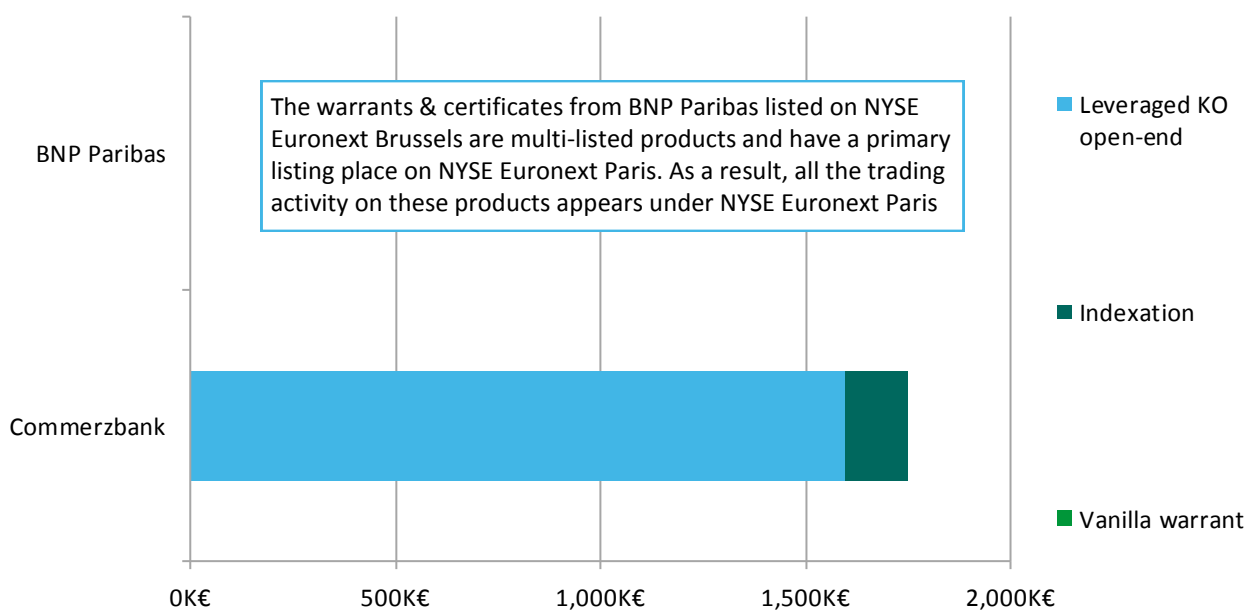 The warrants & certificates from BNP Paribas listed on NYSE
Euronext Brussels are multi-listed products and have a primary
listing place on NYSE Euronext Paris. As a result, all the trading
activity on these products appears under NYSE Euronext Paris
BNP Paribas
Commerzbank
0K€
500K€
1,000K€
1,500K€
2,000K€
Leveraged KO
open-end
Indexation
Vanilla warrant